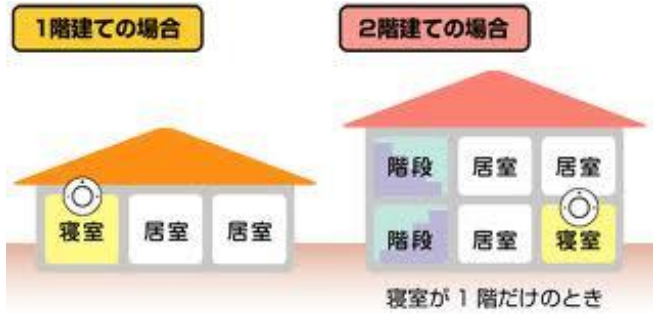 1階建ての場合
2階建ての場合
寝室
居室
居室
階段
居室
居室
階段
居室
寝室
寝室が1階だけのとき